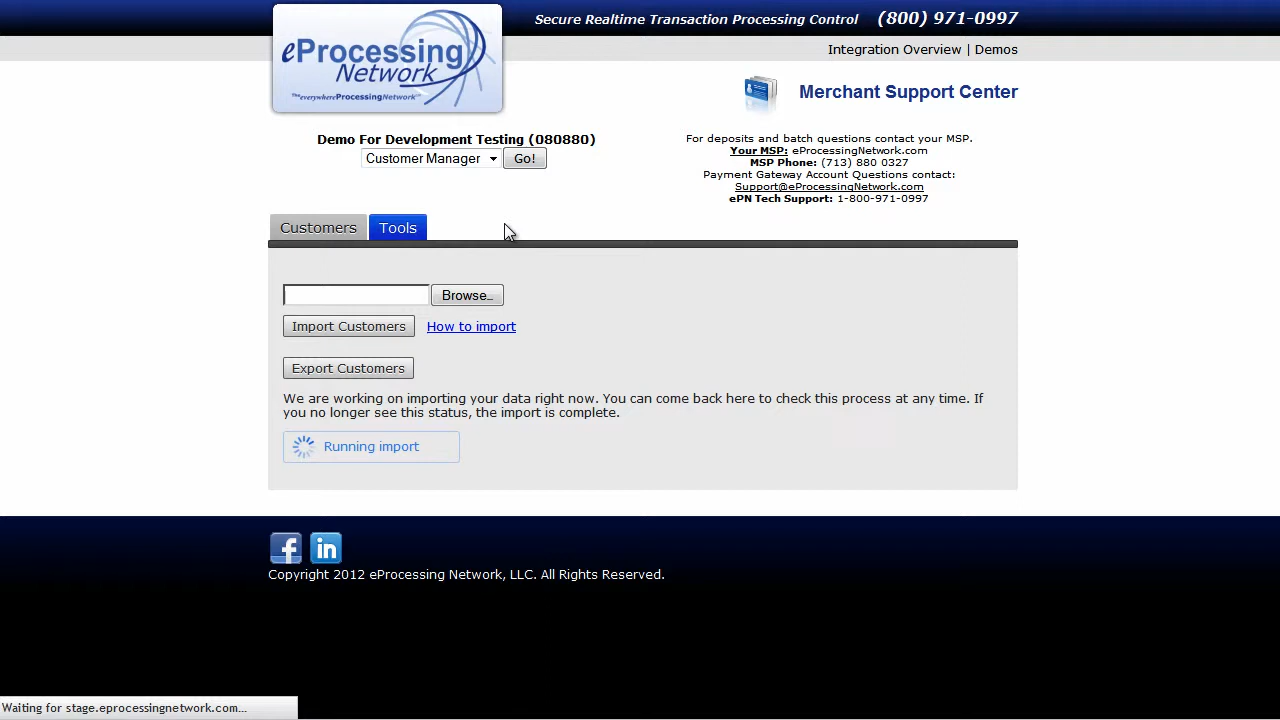 Secure Realtime Transaction Processing Control (800) 971-0997
eProcessing
Network
The everywhere Processing Network℠
Integration Overview | Demos
Merchant Support Center
Demo For Development Testing (080880)
Customer Manager Go!
For deposits and batch questions contact your MSP.
Your MSP: eProcessingNetwork.com
MSP Phone: (713) 880 0327
Payment Gateway Account Questions contact:
Support@eProcessingNetwork.com
ePN Tech Support: 1-800-971-0997
Customers Tools
Browse...
Import Customers How to import
Export Customers
We are working on importing your data right now. You can come back here to check this process at any time. If
you no longer see this status, the import is complete.
Running import
f in
Copyright 2012 eProcessing Network, LLC. All Rights Reserved.
Waiting for stage.eprocessingnetwork.com...